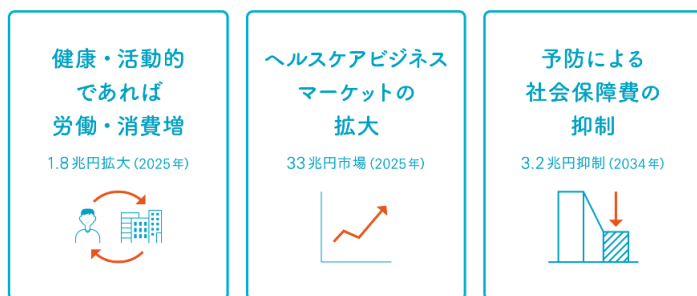 健康・活動的
であれば
労働・消費増
1.8兆円拡大（2025年）
ヘルスケアビジネス
マーケットの
拡大
33兆円市場（2025年）
予防による
社会保障費の
抑制
3.2兆円抑制（2034年）